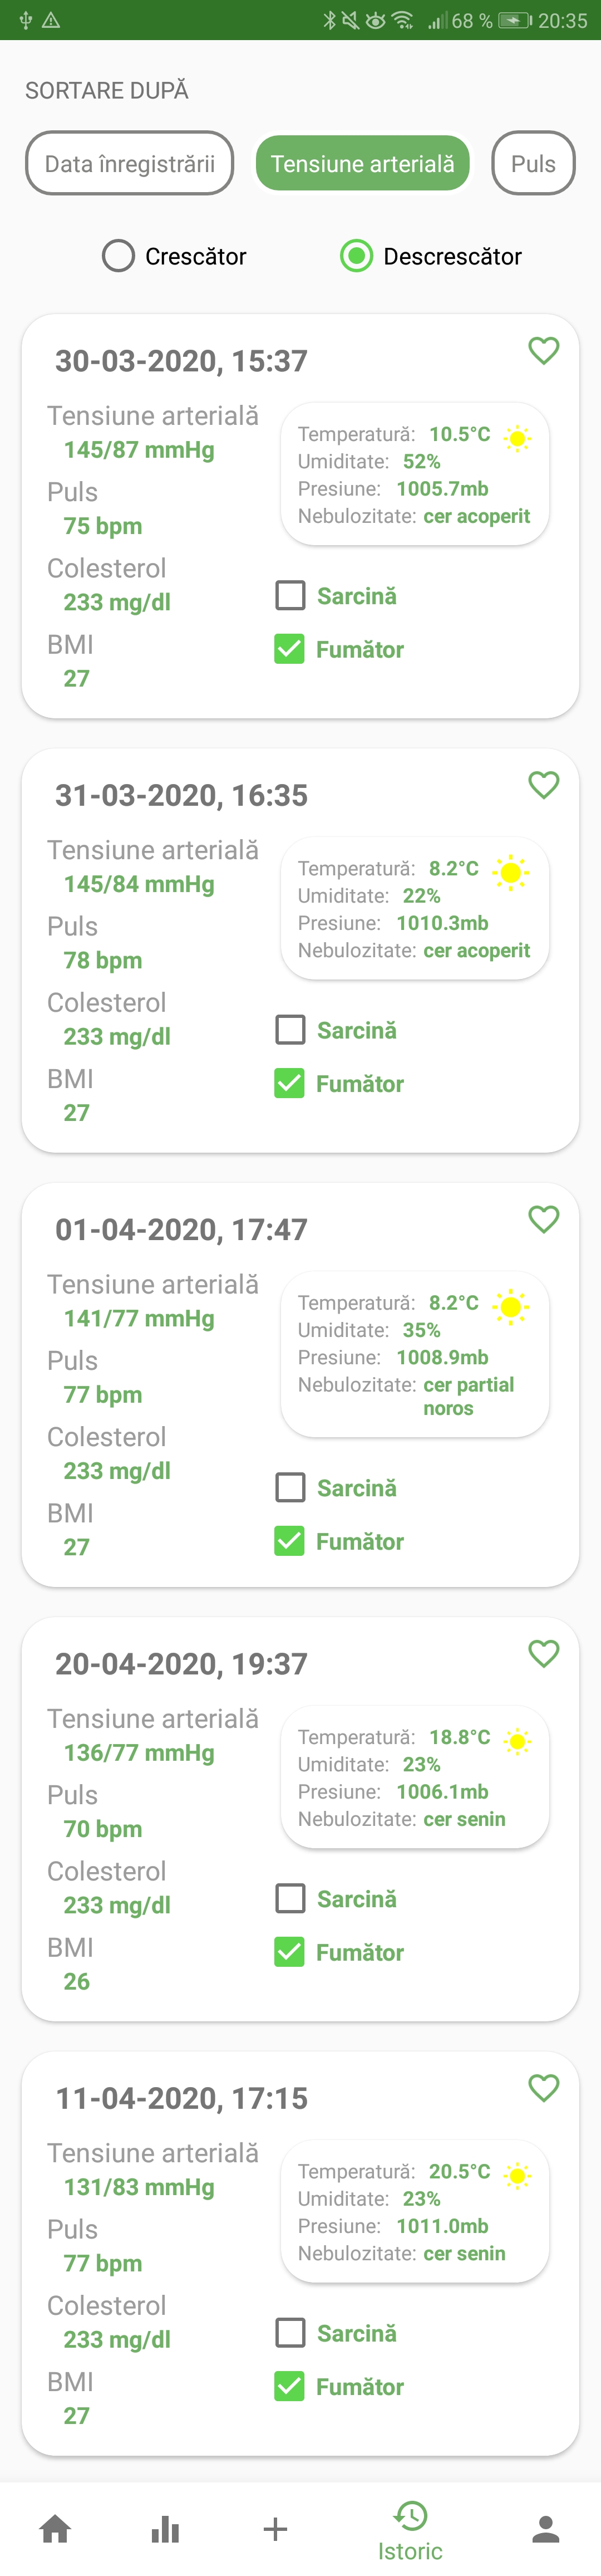 68 % 20:35
SORTARE DUPĂ
Data înregistrării Tensiune arterială Puls
Crescător Descrescător
30-03-2020, 15:37
Tensiune arterială
145/87 mmHg
Puls
75 bpm
Colesterol
233 mg/dl
BMI
27
Temperatură: 10.5°C
Umiditate: 52%
Presiune: 1005.7mb
Nebulozitate: cer acoperit
Sarcină
Fumător
31-03-2020, 16:35
Tensiune arterială
145/84 mmHg
Puls
78 bpm
Colesterol
233 mg/dl
BMI
27
Temperatură: 8.2°C
Umiditate: 22%
Presiune: 1010.3mb
Nebulozitate: cer acoperit
Sarcină
Fumător
01-04-2020, 17:47
Tensiune arterială
141/77 mmHg
Puls
77 bpm
Colesterol
233 mg/dl
BMI
27
Temperatură: 8.2°C
Umiditate: 35%
Presiune: 1008.9mb
Nebulozitate: cer partial
noros
Sarcină
Fumător
20-04-2020, 19:37
Tensiune arterială
136/77 mmHg
Puls
70 bpm
Colesterol
233 mg/dl
BMI
26
Temperatură: 18.8°C
Umiditate: 23%
Presiune: 1006.1mb
Nebulozitate: cer senin
Sarcină
Fumător
11-04-2020, 17:15
Tensiune arterială
131/83 mmHg
Puls
77 bpm
Colesterol
233 mg/dl
BMI
27
Temperatură: 20.5°C
Umiditate: 23%
Presiune: 1011.0mb
Nebulozitate: cer senin
Sarcină
Fumător
Istoric